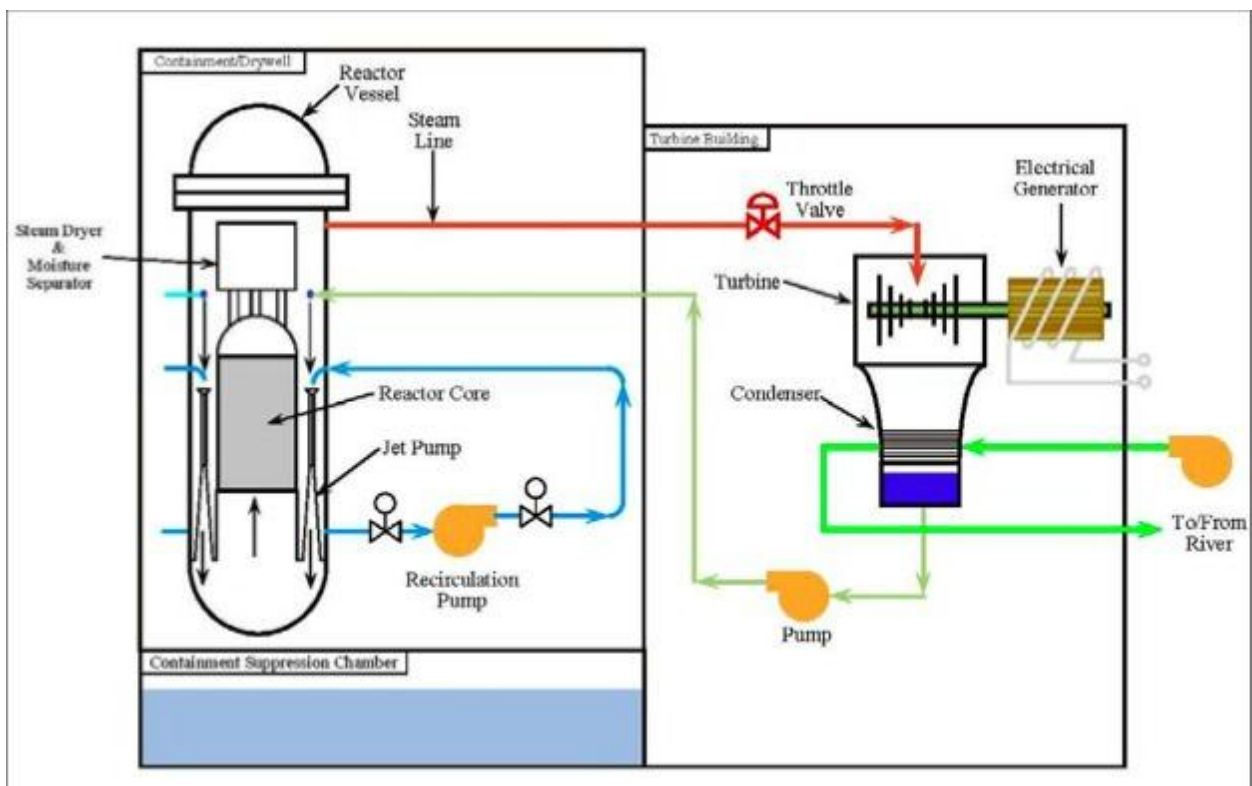 Containment/Drywell
Reactor
Vessel
Steam
Line
Turbine Building
Electrical
Generator
Throttle
Valve
Steam Dryer
&
Moisture
Separator
Turbine
Condenser
Reactor Core
Jet Pump
To/From
River
Recirculation
Pump
Pump
Containment Suppression Chamber